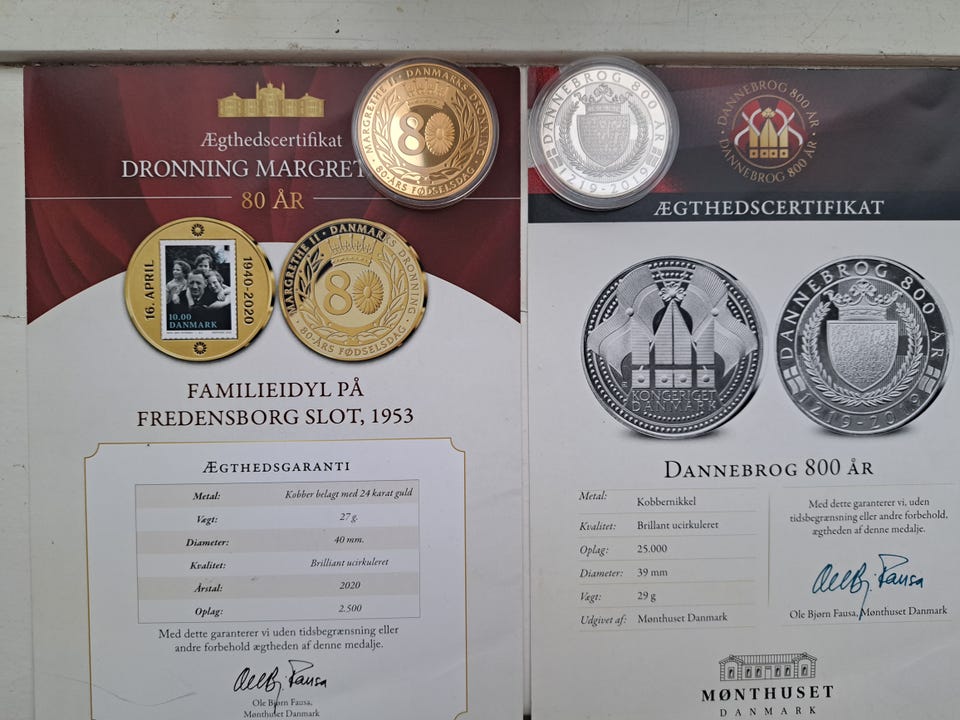 Ægthedscertifikat
DRONNING MARGRET
80 ÅR
MARGRETHE II · DANMARKS DRONNING
80
80-ÅRS FØDSELSDAG
16. APRIL
1940-2020
10.00
DANMARK
MARGRETHE II · DANMARKS DRONNING
80
80-ÅRS FØDSELSDAG
FAMILIEIDYL PÅ
FREDENSBORG SLOT, 1953
ÆGTHEDSGARANTI
Metal: Kobber belagt med 24 karat guld
Vægt: 27 g.
Diameter: 40 mm.
Kvalitet: Brilliant ucirkuleret
Årstal: 2020
Oplag: 2.500
Med dette garanterer vi uden tidsbegrænsning eller
andre forbehold ægtheden af denne medalje.
Ole Bjørn Fausa,
Mønthuset Danmark
DANNEBROG 800 ÅR
1219-2019
DANNEBROG 800 ÅR
DANNEBROG 800 ÅR
ÆGTHEDSCERTIFIKAT
KONGERIGET
DANMARK
DANNEBROG 800 ÅR
1219-2019
DANNEBROG 800 ÅR
Metal: Kobbernikkel
Kvalitet: Brillant ucirkuleret
Oplag: 25.000
Diameter: 39 mm
Vægt: 29 g
Udgivet af: Mønthuset Danmark
Med dette garanterer vi, uden
tidsbegrænsning eller andre forbehold,
ægtheden af denne medalje.
Ole Bjørn Fausa, Mønthuset Danmark
MØNTHUSET
DANMARK